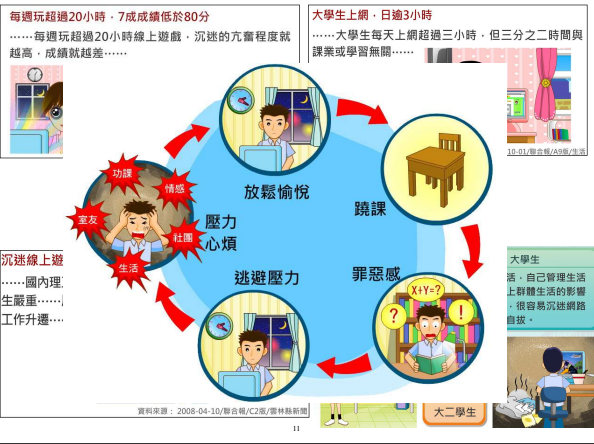 每週玩超過20小時，7成成績低於80分
……每週玩超過20小時線上遊戲，沉迷的亢奮程度就
越高，成績就越差……
大學生上網，日逾3小時
……大學生每天上網超過三小時，但三分之二時間與
課業或學習無關……
10-01/聯合報/A9版/生活
放鬆愉悅
蹺課
罪惡感
X+Y=?
?
!
逃避壓力
壓力
心煩
功課
情感
室友
社團
生活
沉迷線上遊
……國內理
生嚴重……
工作升遷…
資料來源： 2008-04-10/聯合報/C2版/雲林縣新聞
大學生
活，自己管理生活
上群體生活的影響
，很容易沉迷網路
自拔。
大二學生
11